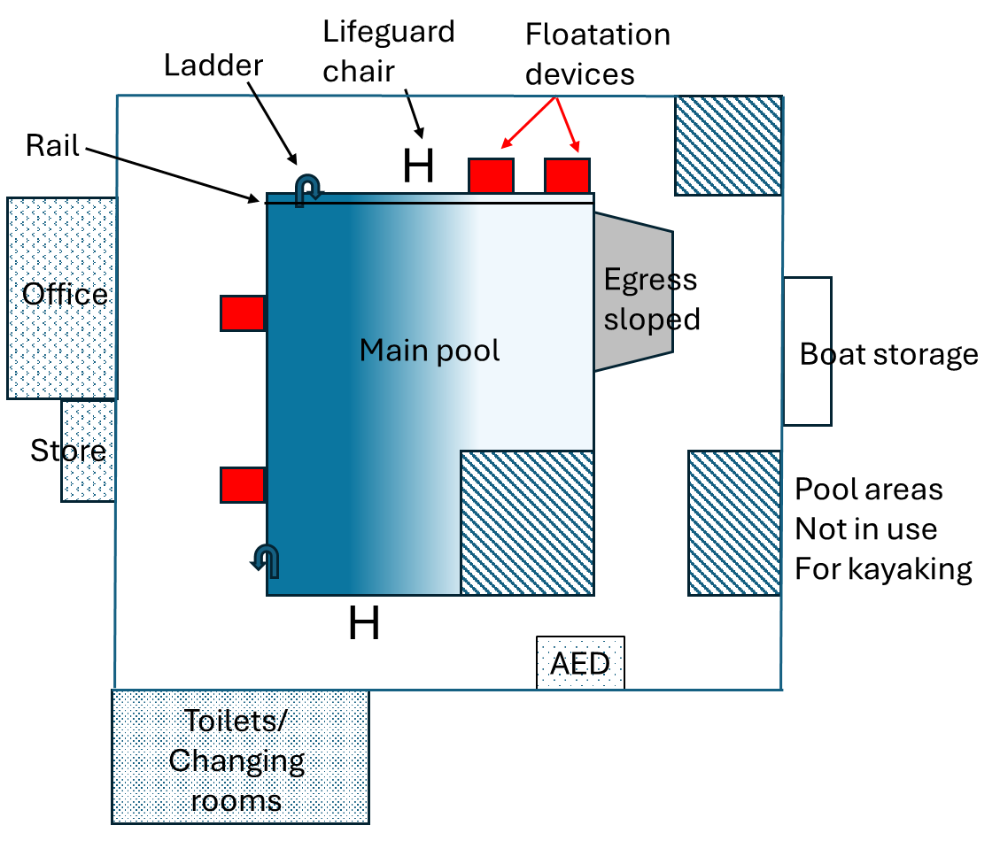 Lifeguard
chair
Floatation
devices
Ladder
Rail
H
Office
Egress
sloped
Main pool
Boat storage
Store
Pool areas
Not in use
For kayaking
H
AED
Toilets/
Changing
rooms